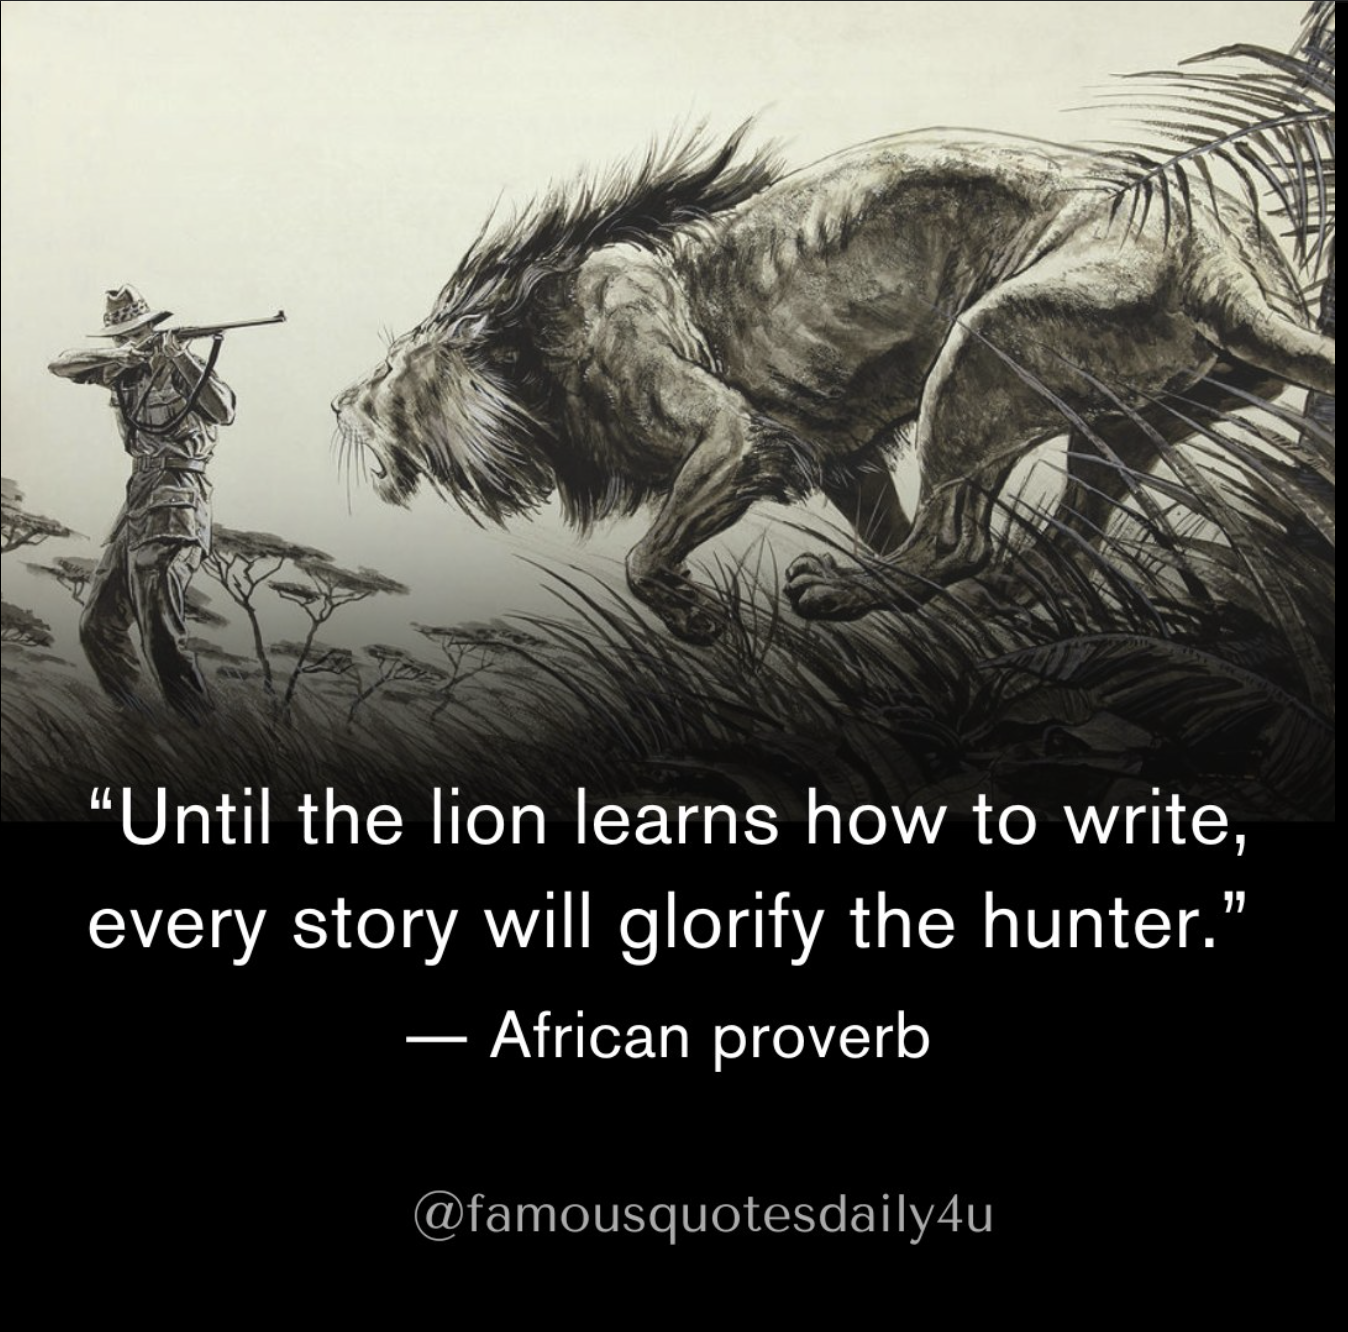 “Until the lion learns how to write,
every story will glorify the hunter.”
— African proverb
@famousquotesdaily4u